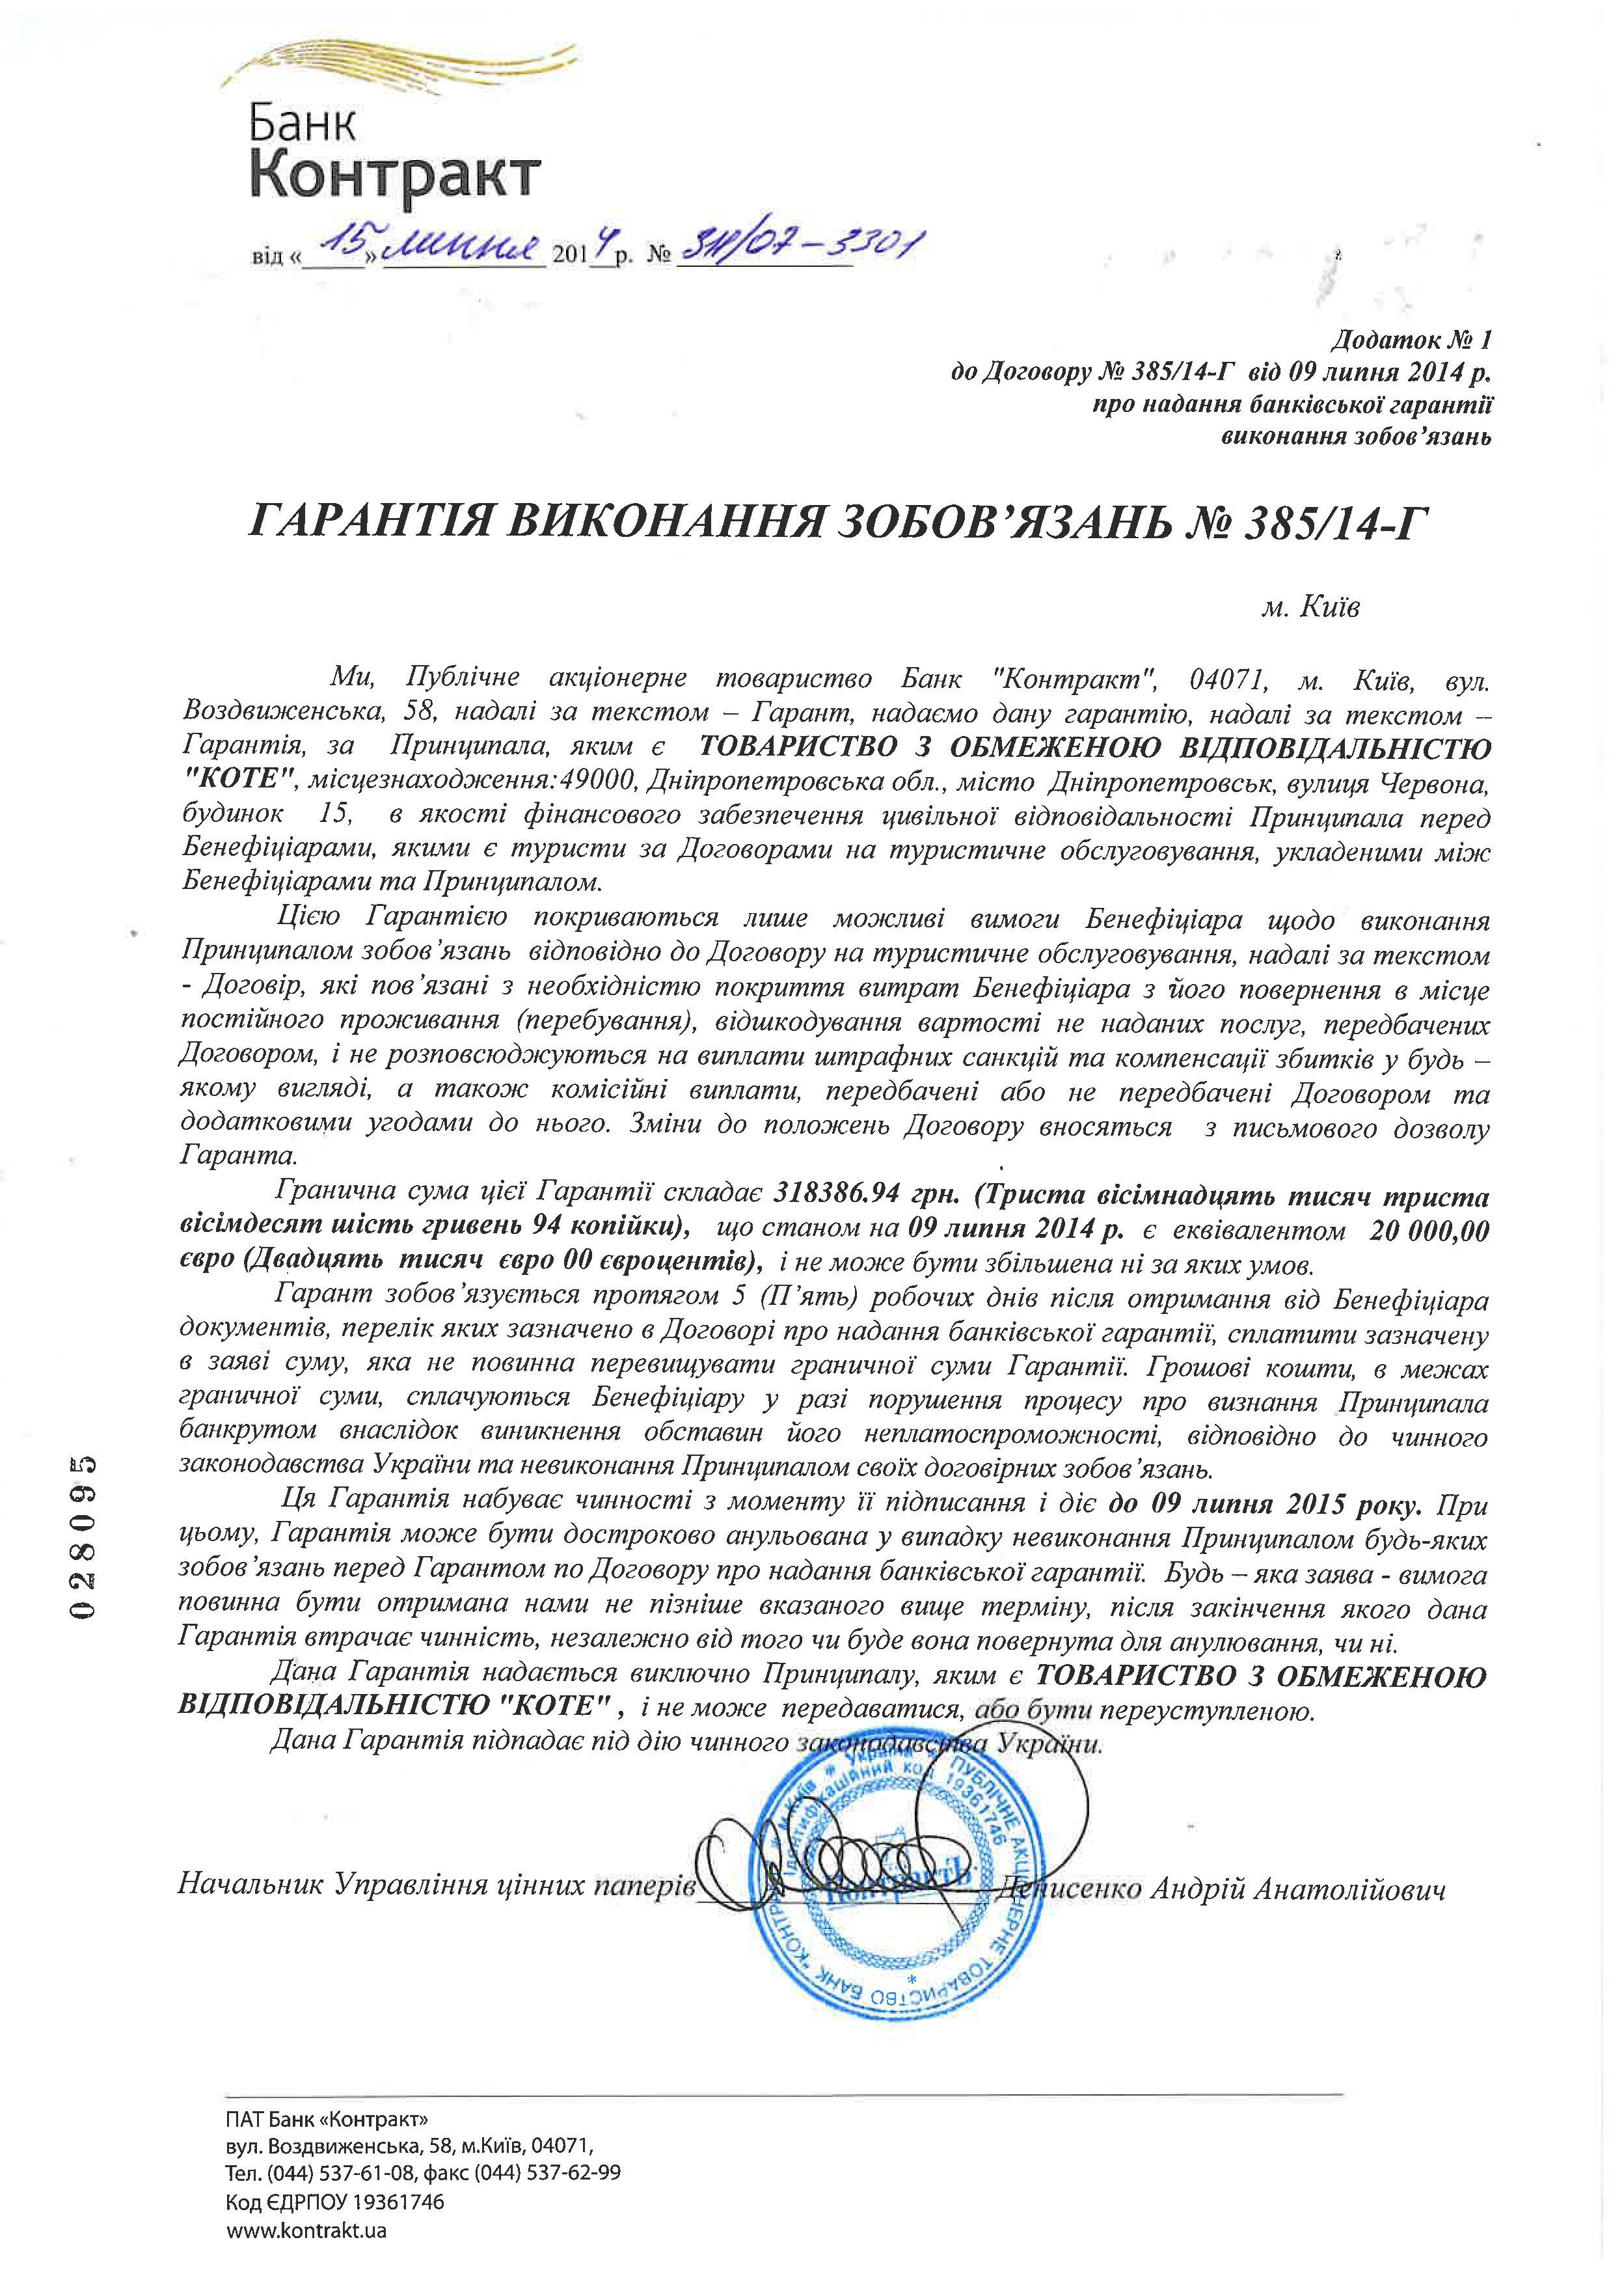 Банк
Контракт
від « 15 » липня 2014 р. № 318/07-3301
Додаток № 1
до Договору № 385/14-Г від 09 липня 2014 р.
про надання банківської гарантії
виконання зобов’язань
ГАРАНТІЯ ВИКОНАННЯ ЗОБОВ’ЯЗАНЬ № 385/14-Г
м. Київ
Ми, Публічне акціонерне товариство Банк "Контракт", 04071, м. Київ, вул.
Воздвиженська, 58, надалі за текстом – Гарант, надаємо дану гарантію, надалі за текстом –
Гарантія, за Принципала, яким є ТОВАРИСТВО З ОБМЕЖЕНОЮ ВІДПОВІДАЛЬНІСТЮ
"КОТЕ", місцезнаходження:49000, Дніпропетровська обл., місто Дніпропетровськ, вулиця Червона,
будинок 15, в якості фінансового забезпечення цивільної відповідальності Принципала перед
Бенефіціарами, якими є туристи за Договорами на туристичне обслуговування, укладеними між
Бенефіціарами та Принципалом.
Цією Гарантією покриваються лише можливі вимоги Бенефіціара щодо виконання
Принципалом зобов’язань відповідно до Договору на туристичне обслуговування, надалі за текстом
- Договір, які пов’язані з необхідністю покриття витрат Бенефіціара з його повернення в місце
постійного проживання (перебування), відшкодування вартості не наданих послуг, передбачених
Договором, і не розповсюджуються на виплати штрафних санкцій та компенсації збитків у будь –
якому вигляді, а також комісійні виплати, передбачені або не передбачені Договором та
додатковими угодами до нього. Зміни до положень Договору вносяться з письмового дозволу
Гаранта.
Гранична сума цієї Гарантії складає 318386.94 грн. (Триста вісімнадцять тисяч триста
вісімдесят шість гривень 94 копійки), що станом на 09 липня 2014 р. є еквівалентом 20 000,00
євро (Двадцять тисяч євро 00 євроцентів), і не може бути збільшена ні за яких умов.
Гарант зобов’язується протягом 5 (П’ять) робочих днів після отримання від Бенефіціара
документів, перелік яких зазначено в Договорі про надання банківської гарантії, сплатити зазначену
в заяві суму, яка не повинна перевищувати граничної суми Гарантії. Грошові кошти, в межах
граничної суми, сплачуються Бенефіціару у разі порушення процесу про визнання Принципала
банкрутом внаслідок виникнення обставин його неплатоспроможності, відповідно до чинного
законодавства України та невиконання Принципалом своїх договірних зобов’язань.
Ця Гарантія набуває чинності з моменту її підписання і діє до 09 липня 2015 року. При
цьому, Гарантія може бути достроково анульована у випадку невиконання Принципалом будь-яких
зобов’язань перед Гарантом по Договору про надання банківської гарантії. Будь – яка заява - вимога
повинна бути отримана нами не пізніше вказаного вище терміну, після закінчення якого дана
Гарантія втрачає чинність, незалежно від того чи буде вона повернута для анулювання, чи ні.
Дана Гарантія надається виключно Принципалу, яким є ТОВАРИСТВО З ОБМЕЖЕНОЮ
ВІДПОВІДАЛЬНІСТЮ "КОТЕ" , і не може передаватися, або бути переуступленою.
Дана Гарантія підпадає під дію чинного законодавства України.
Начальник Управління цінних паперів Денисенко Андрій Анатолійович
* м.Київ * Україна * ПУБЛІЧНЕ АКЦІОНЕРНЕ ТОВАРИСТВО БАНК "КОНТРАКТ"
Ідентифікаційний код 19361746
Контрактъ
028095
ПАТ Банк «Контракт»
вул. Воздвиженська, 58, м.Київ, 04071,
Тел. (044) 537-61-08, факс (044) 537-62-99
Код ЄДРПОУ 19361746
www.kontrakt.ua